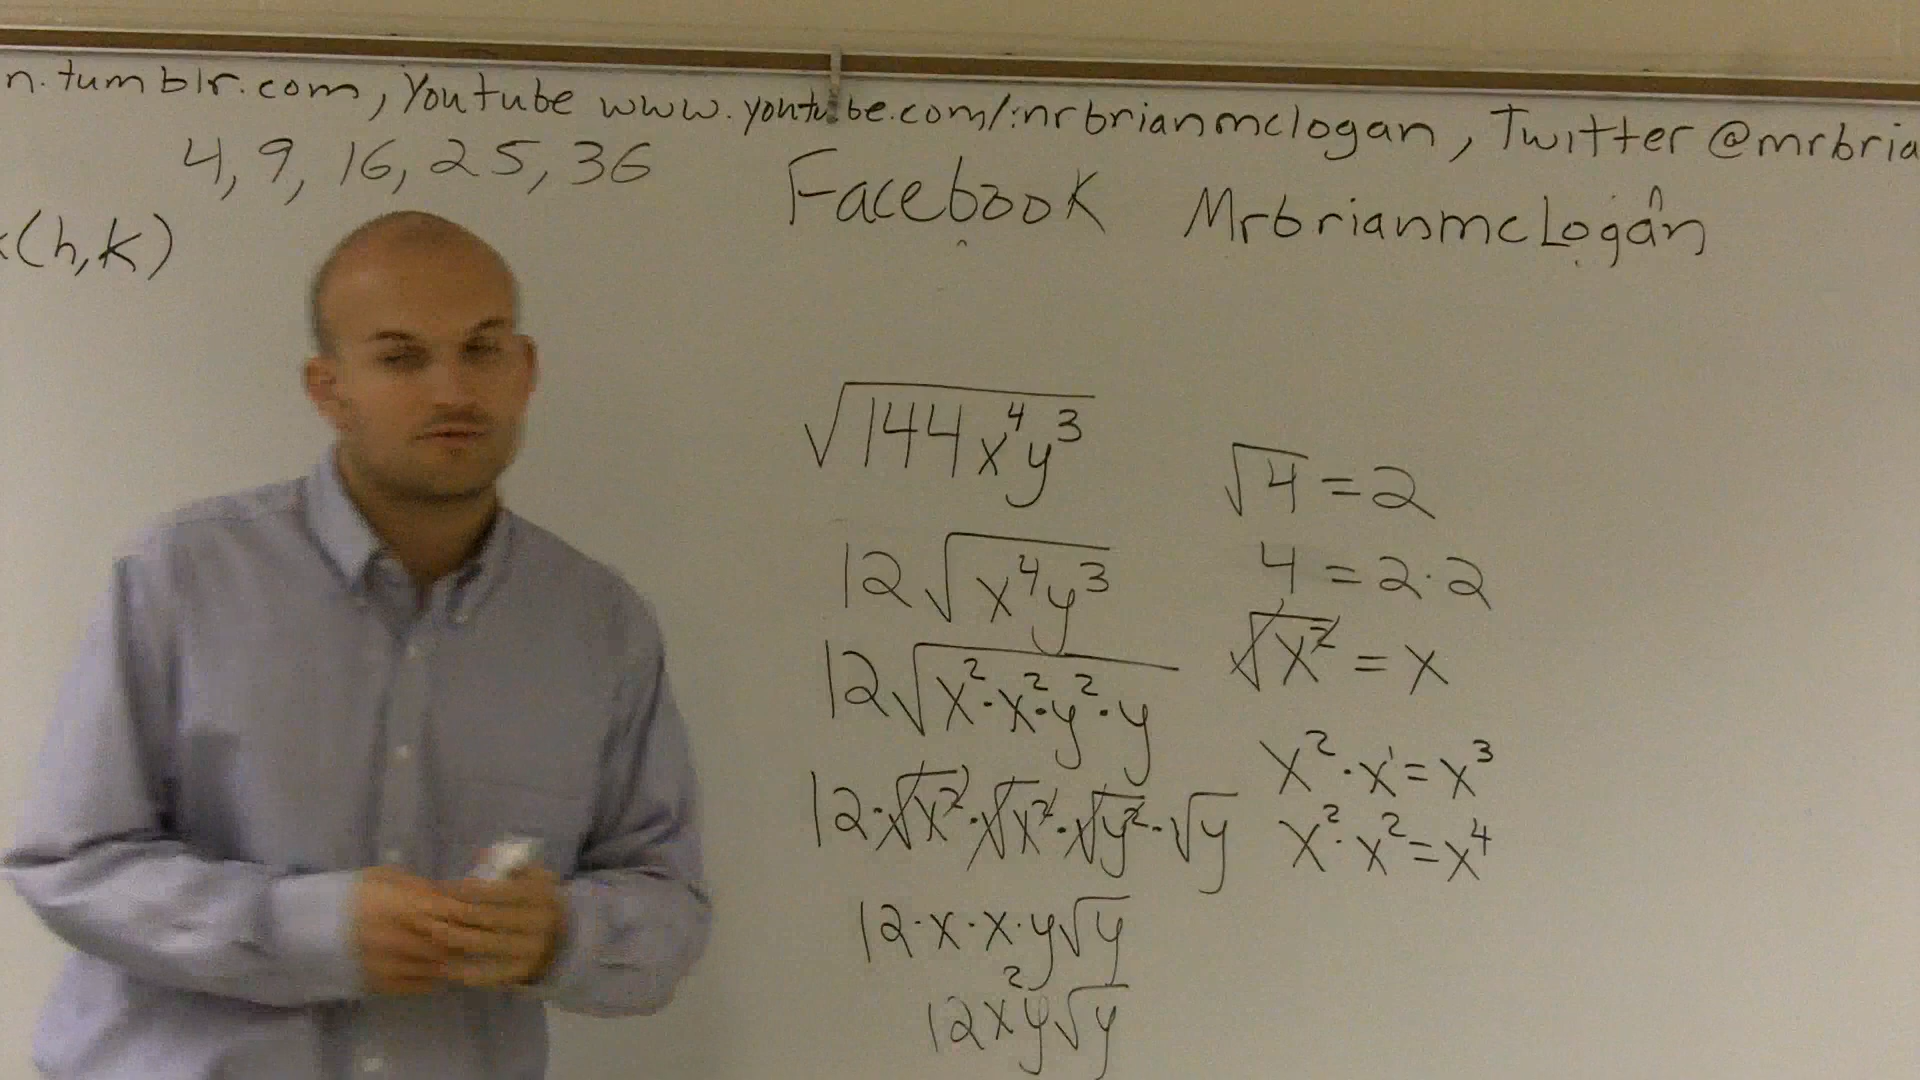 n.tumblr.com, Youtube www.youtube.com/mrbrianmclogan, Twitter @mrbria
4, 9, 16, 25, 36
Facebook MrbrianmcLogan
(h,k)
√144x⁴y³
12√x⁴y³
12√x²·x²·y²·y
12·√x²·√x²·√y²·√y
12·x·x·y√y
12x²y√y
√4 = 2
4 = 2·2
√x² = x
x²·x¹ = x³
x²·x² = x⁴